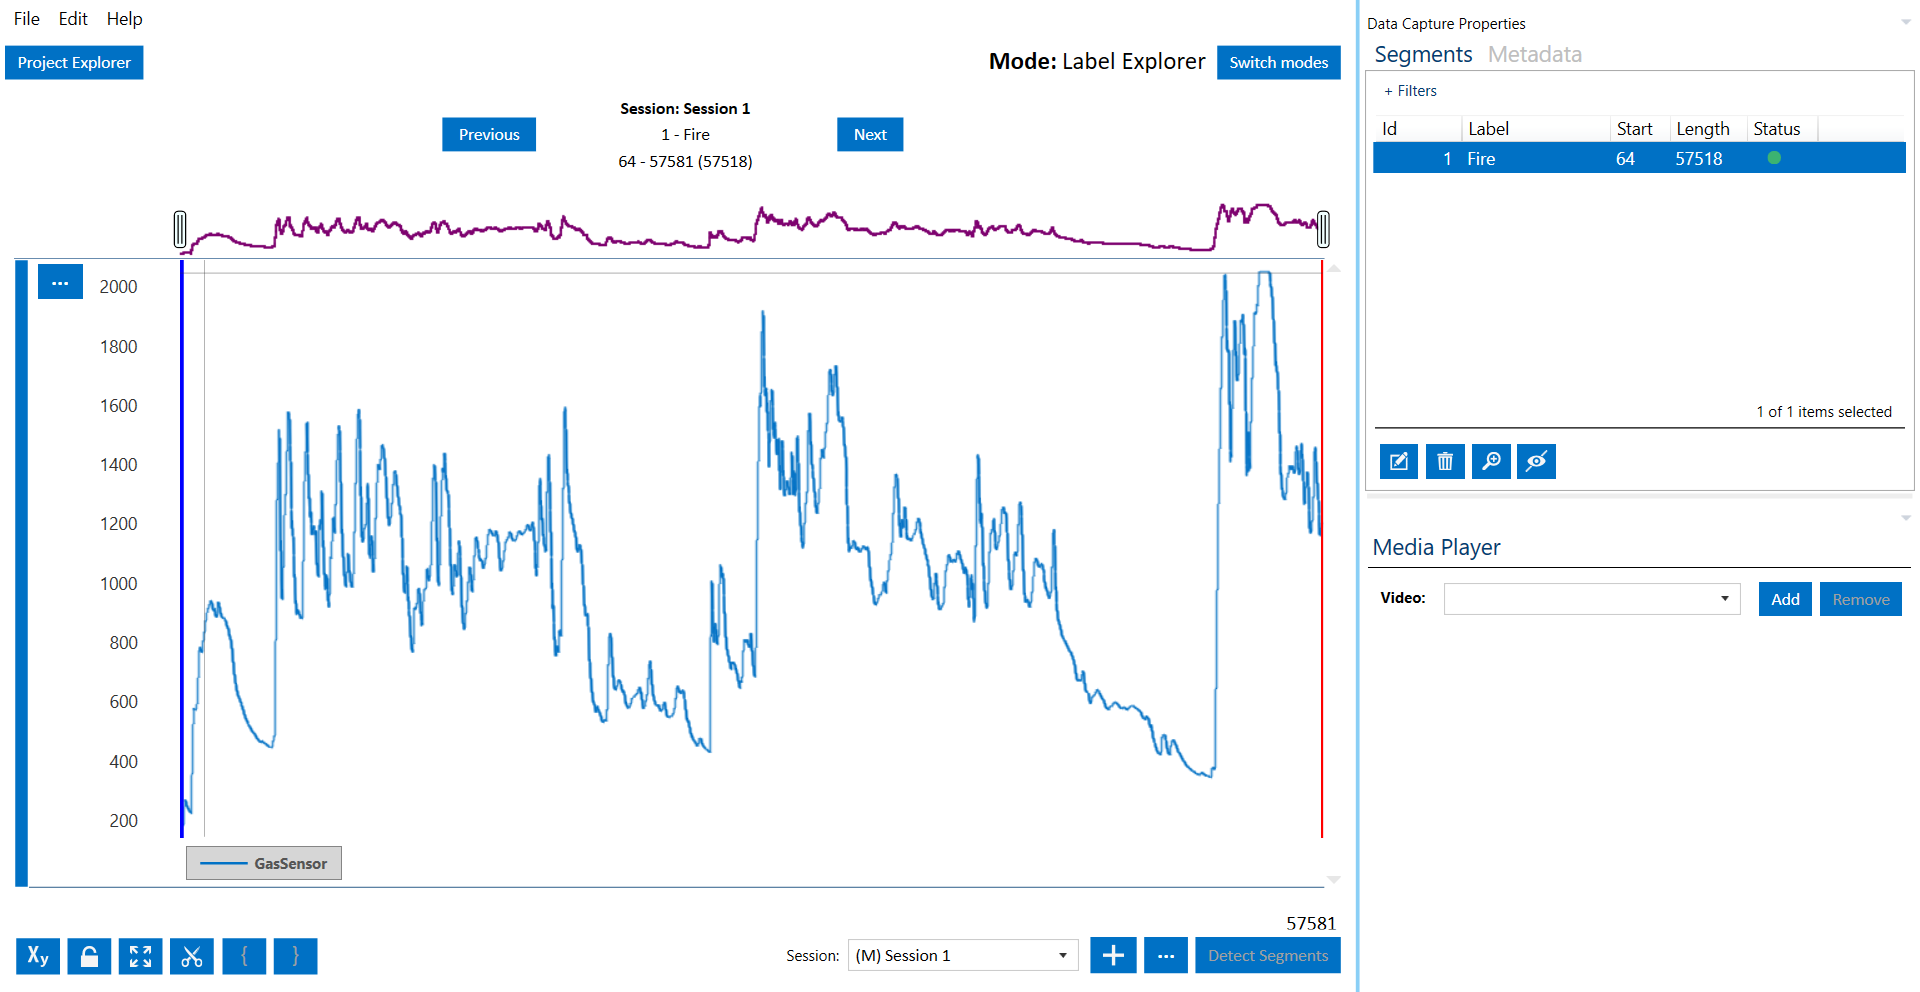 File Edit Help
Project Explorer
Mode: Label Explorer
Switch modes
Session: Session 1
Previous
1 - Fire
Next
64 - 57581 (57518)
...
2000
1800
1600
1400
1200
1000
800
600
400
200
GasSensor
57581
Xy
{
}
Session:
(M) Session 1
+
...
Detect Segments
Data Capture Properties
Segments Metadata
+ Filters
Id Label Start Length Status
1 Fire 64 57518
1 of 1 items selected
Media Player
Video:
Add
Remove